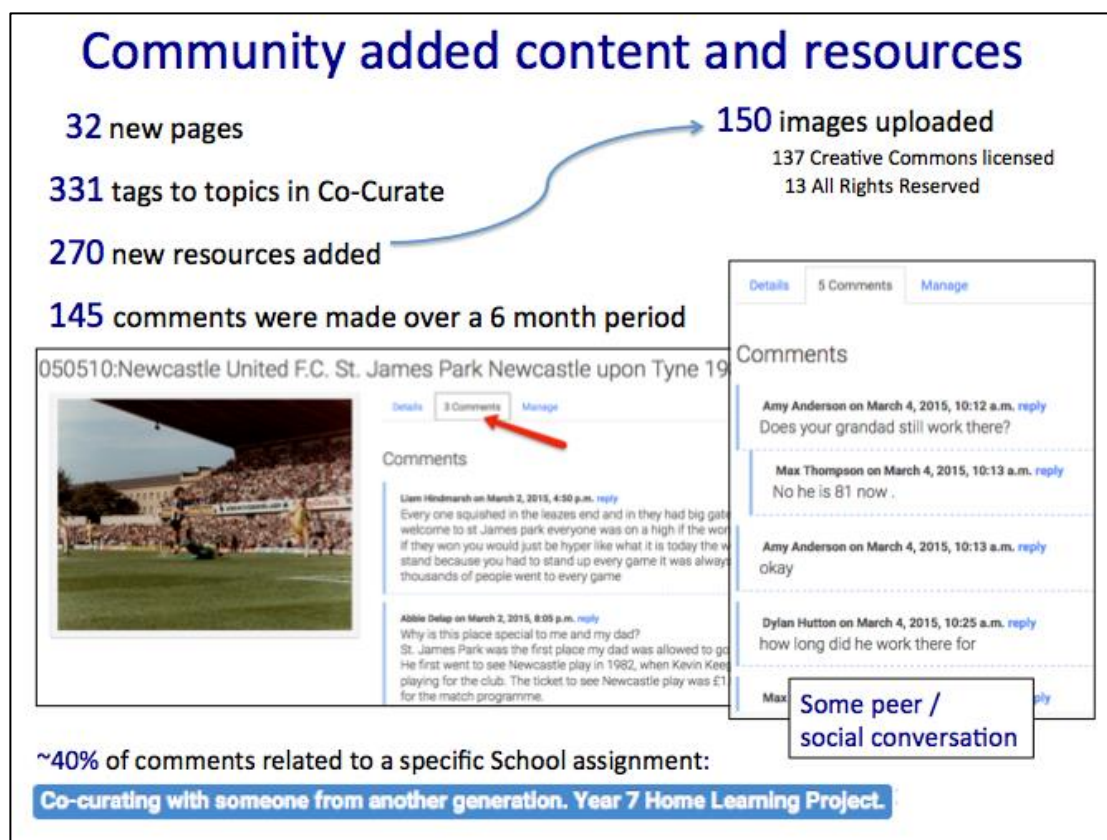 Community added content and resources
32 new pages
331 tags to topics in Co-Curate
270 new resources added
145 comments were made over a 6 month period
150 images uploaded
137 Creative Commons licensed
13 All Rights Reserved
050510:Newcastle United F.C. St. James Park Newcastle upon Tyne 19
Details 3 Comments Manage
Comments
Liam Hindmarsh on March 2, 2015, 4:50 p.m. reply
Every one squished in the leazes end and in they had big gate
welcome to st James park everyone was on a high if the wor
if they won you would just be hyper like what it is today the w
stand because you had to stand up every game it was always
thousands of people went to every game
Abbie Delap on March 2, 2015, 8:05 p.m. reply
Why is this place special to me and my dad?
St. James Park was the first place my dad was allowed to go
He first went to see Newcastle play in 1982, when Kevin Kee
playing for the club. The ticket to see Newcastle play was £1
for the match programme.
Details 5 Comments Manage
Comments
Amy Anderson on March 4, 2015, 10:12 a.m. reply
Does your grandad still work there?
Max Thompson on March 4, 2015, 10:13 a.m. reply
No he is 81 now .
Amy Anderson on March 4, 2015, 10:13 a.m. reply
okay
Dylan Hutton on March 4, 2015, 10:25 a.m. reply
how long did he work there for
Max
Some peer /
social conversation
~40% of comments related to a specific School assignment:
Co-curating with someone from another generation. Year 7 Home Learning Project.